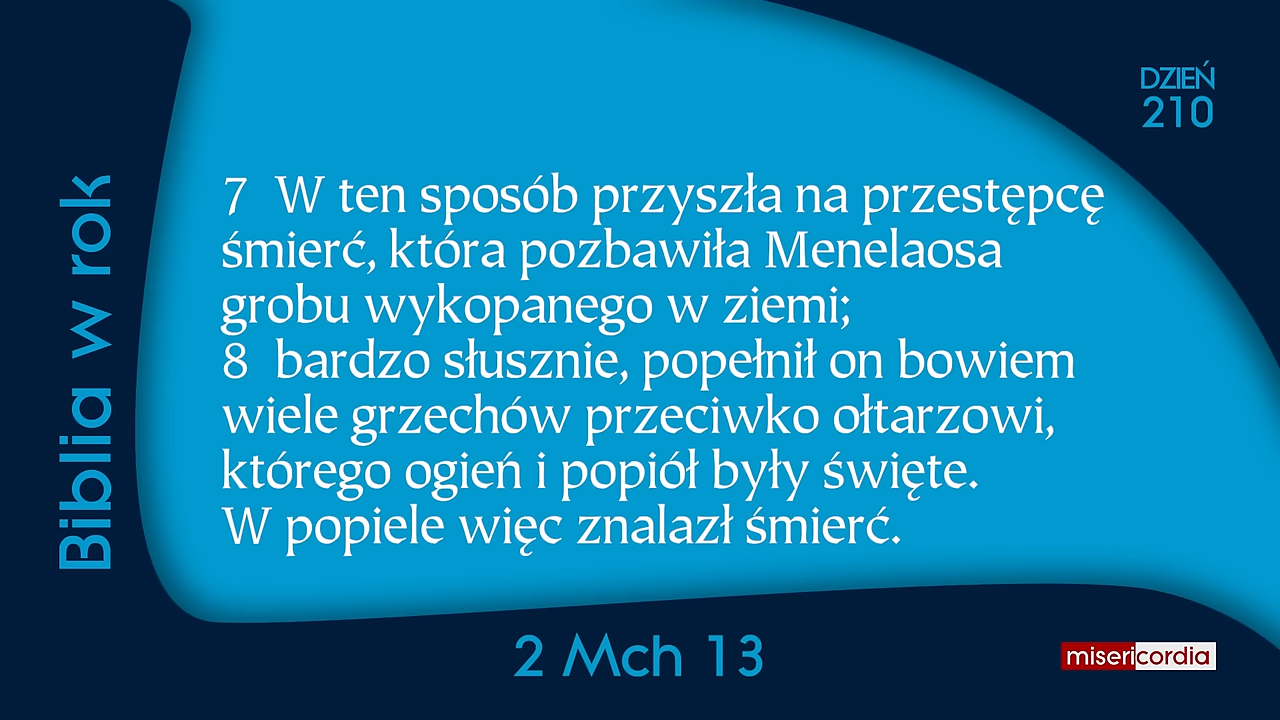 DZIEŃ
210
Biblia w rok
7 W ten sposób przyszła na przestępcę
śmierć, która pozbawiła Menelaosa
grobu wykopanego w ziemi;
8 bardzo słusznie, popełnił on bowiem
wiele grzechów przeciwko ołtarzowi,
którego ogień i popiół były święte.
W popiele więc znalazł śmierć.
2 Mch 13
misericordia